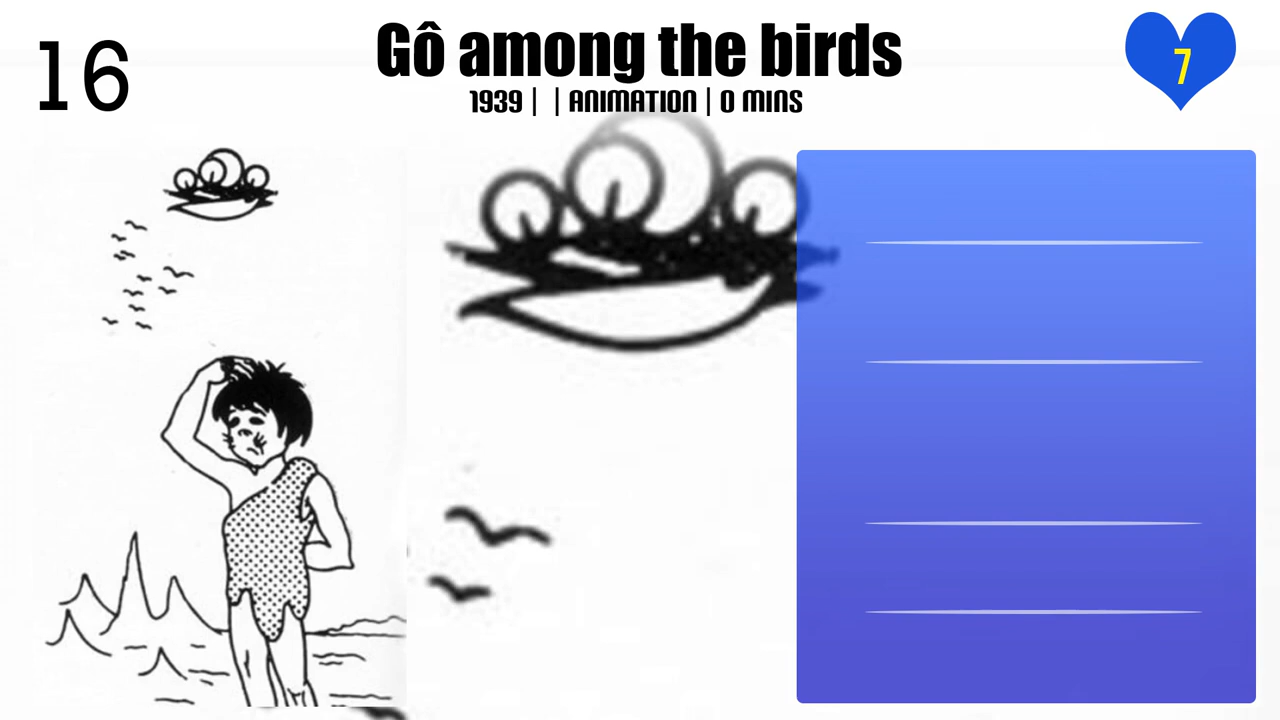 16
Gô among the birds
1939 | | ANIMATION | 0 MINS
7